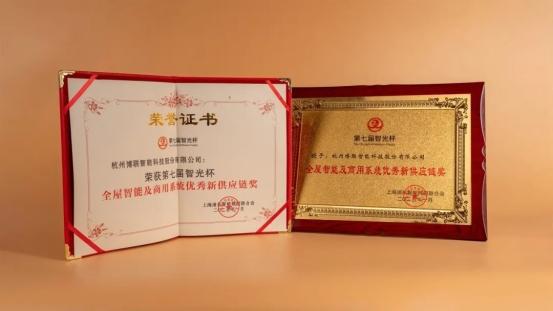 荣誉证书
第七届智光杯
杭州博联智能科技股份有限公司：
荣获第七届智光杯
全屋智能及商用系统优秀新供应链奖
第七届智光杯
授予：杭州博联智能科技股份有限公司
全屋智能及商用系统优秀新供应链奖